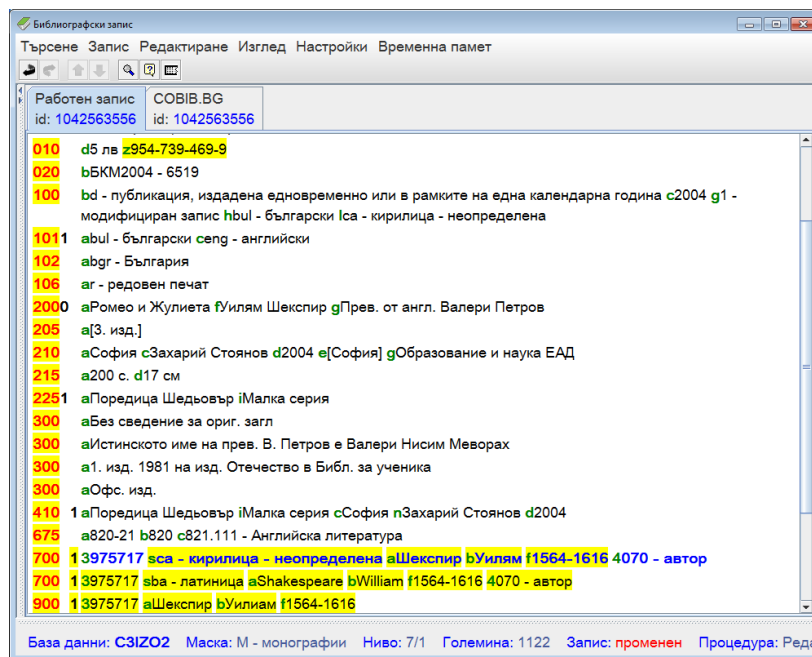 Библиографски запис
Търсене Запис Редактиране Изглед Настройки Временна памет
Работен запис COBIB.BG
id: 1042563556 id: 1042563556
010 d5 лв z954-739-469-9
020 bБКМ2004 - 6519
100 bd - публикация, издадена едновременно или в рамките на една календарна година c2004 g1 -
модифициран запис hbul - български lca - кирилица - неопределена
1011 abul - български ceng - английски
102 abgr - България
106 ar - редовен печат
2000 aРомео и Жулиета fУилям Шекспир gПрев. от англ. Валери Петров
205 a[3. изд.]
210 aСофия cЗахарий Стоянов d2004 e[София] gОбразование и наука ЕАД
215 a200 с. d17 см
2251 aПоредица Шедьовър iМалка серия
300 aБез сведение за ориг. загл
300 aИстинското име на прев. В. Петров е Валери Нисим Меворах
300 a1. изд. 1981 на изд. Отечество в Библ. за ученика
300 aОфс. изд.
410 1 aПоредица Шедьовър iМалка серия cСофия nЗахарий Стоянов d2004
675 a820-21 b820 c821.111 - Английска литература
700 1 3975717 sca - кирилица - неопределена aШекспир bУилям f1564-1616 4070 - автор
700 1 3975717 sba - латиница aShakespeare bWilliam f1564-1616 4070 - автор
900 1 3975717 aШекспир bУилиам f1564-1616
База данни: C3IZO2 Маска: M - монографии Ниво: 7/1 Големина: 1122 Запис: променен Процедура: Реда